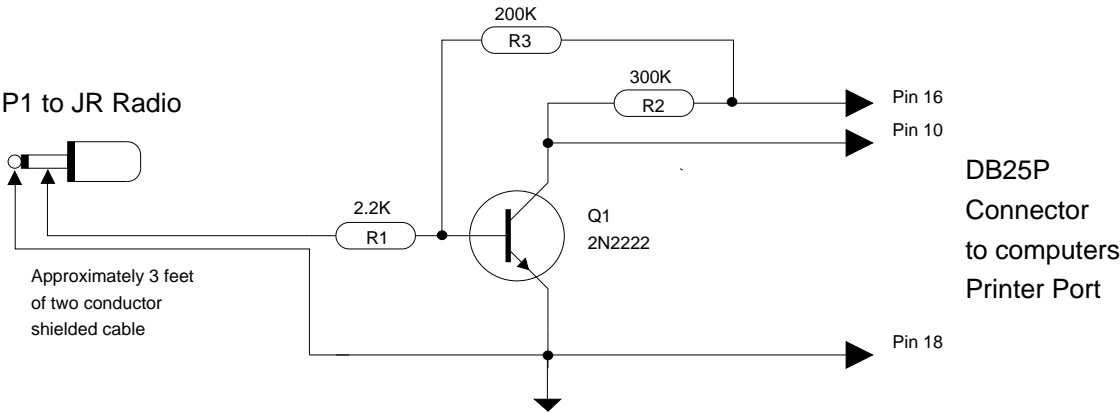 200K
R3
300K
R2
P1 to JR Radio
Pin 16
Pin 10
DB25P
Connector
to computers
Printer Port
2.2K
R1
Q1
2N2222
Approximately 3 feet
of two conductor
shielded cable
Pin 18